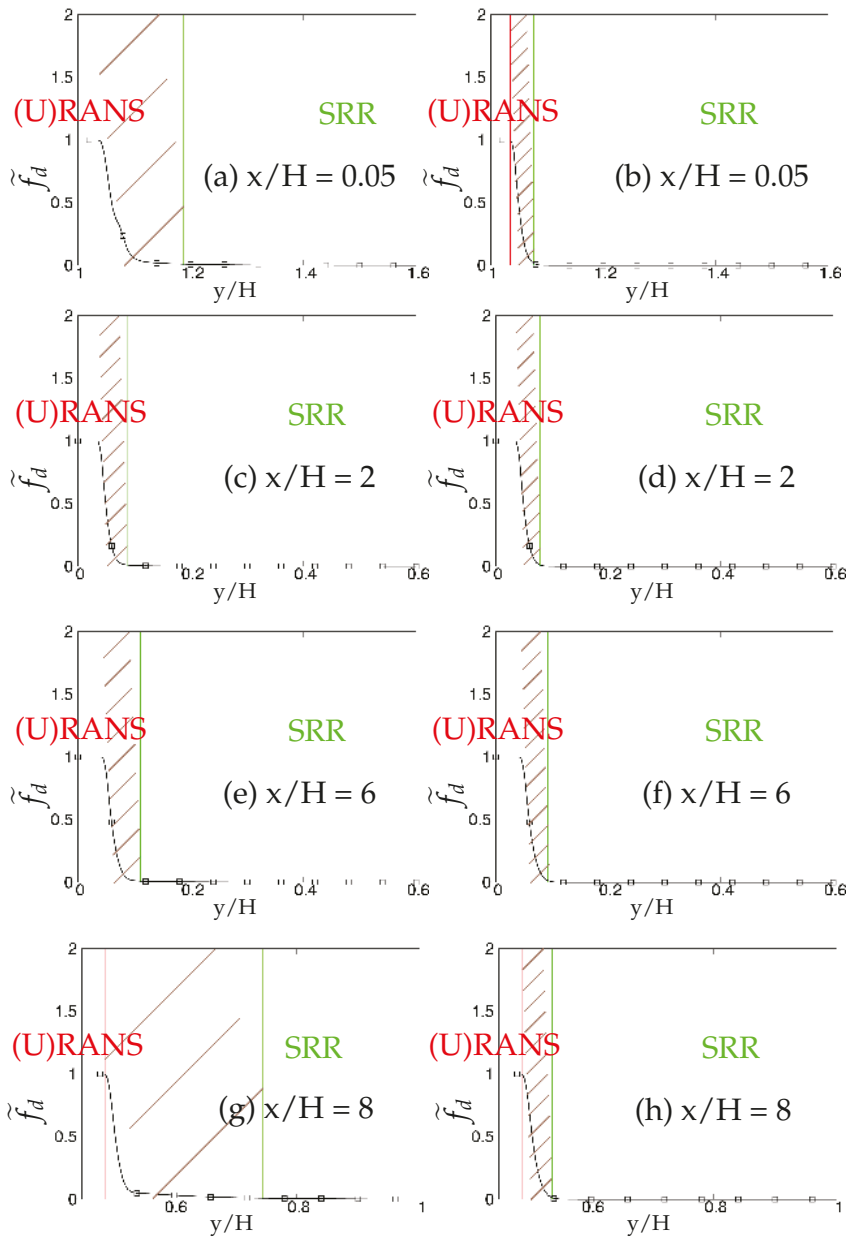 2
2
1.5
1.5
(U)RANS
SRR
(U)RANS
SRR
1
1
f̃d
(a) x/H = 0.05
f̃d
(b) x/H = 0.05
0.5
0.5
0
0
1
1.2
1.4
1.6
1
1.2
1.4
1.6
y/H
y/H
2
2
1.5
1.5
(U)RANS
SRR
(U)RANS
SRR
1
1
f̃d
(c) x/H = 2
f̃d
(d) x/H = 2
0.5
0.5
0
0
0
0.2
0.4
0.6
0
0.2
0.4
0.6
y/H
y/H
2
2
1.5
1.5
(U)RANS
SRR
(U)RANS
SRR
1
1
f̃d
(e) x/H = 6
f̃d
(f) x/H = 6
0.5
0.5
0
0
0
0.2
0.4
0.6
0
0.2
0.4
0.6
y/H
y/H
2
2
1.5
1.5
(U)RANS
SRR
(U)RANS
SRR
1
1
f̃d
(g) x/H = 8
f̃d
(h) x/H = 8
0.5
0.5
0
0
0.6
0.8
1
0.6
0.8
1
y/H
y/H